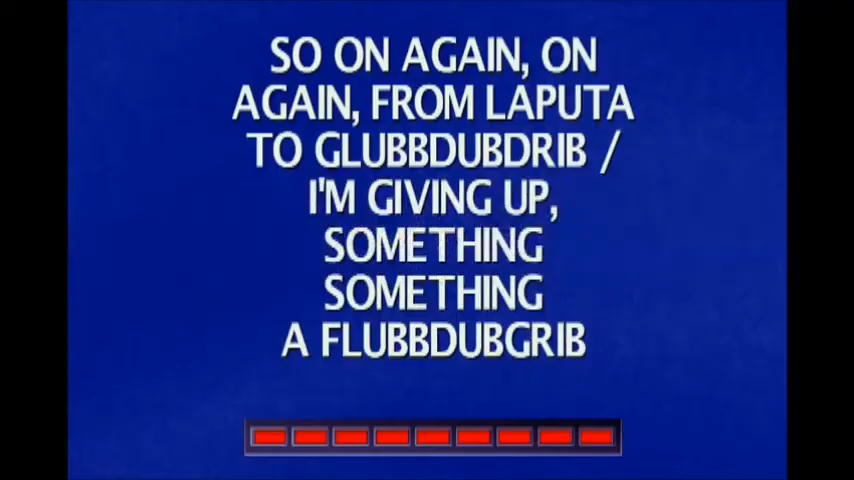 SO ON AGAIN, ON
AGAIN, FROM LAPUTA
TO GLUBBDUBDRIB /
I'M GIVING UP,
SOMETHING
SOMETHING
A FLUBBDUBGRIB